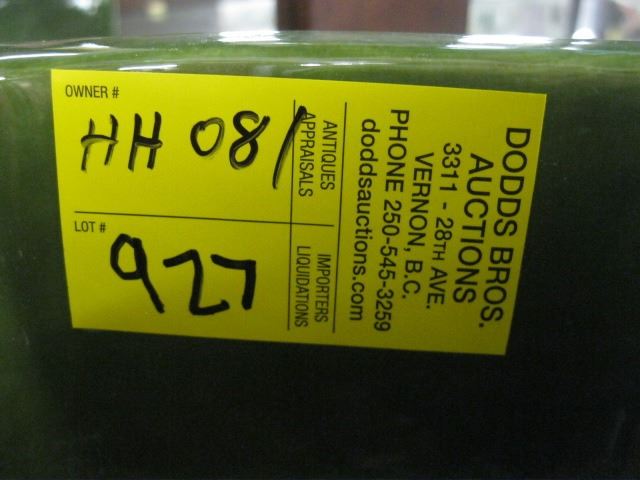 DODDS BROS.
AUCTIONS
3311 - 28TH AVE.
VERNON, B.C.
PHONE 250-545-3259
doddsauctions.com
ANTIQUES
APPRAISALS
IMPORTERS
LIQUIDATIONS
OWNER #
HH 081
LOT #
927